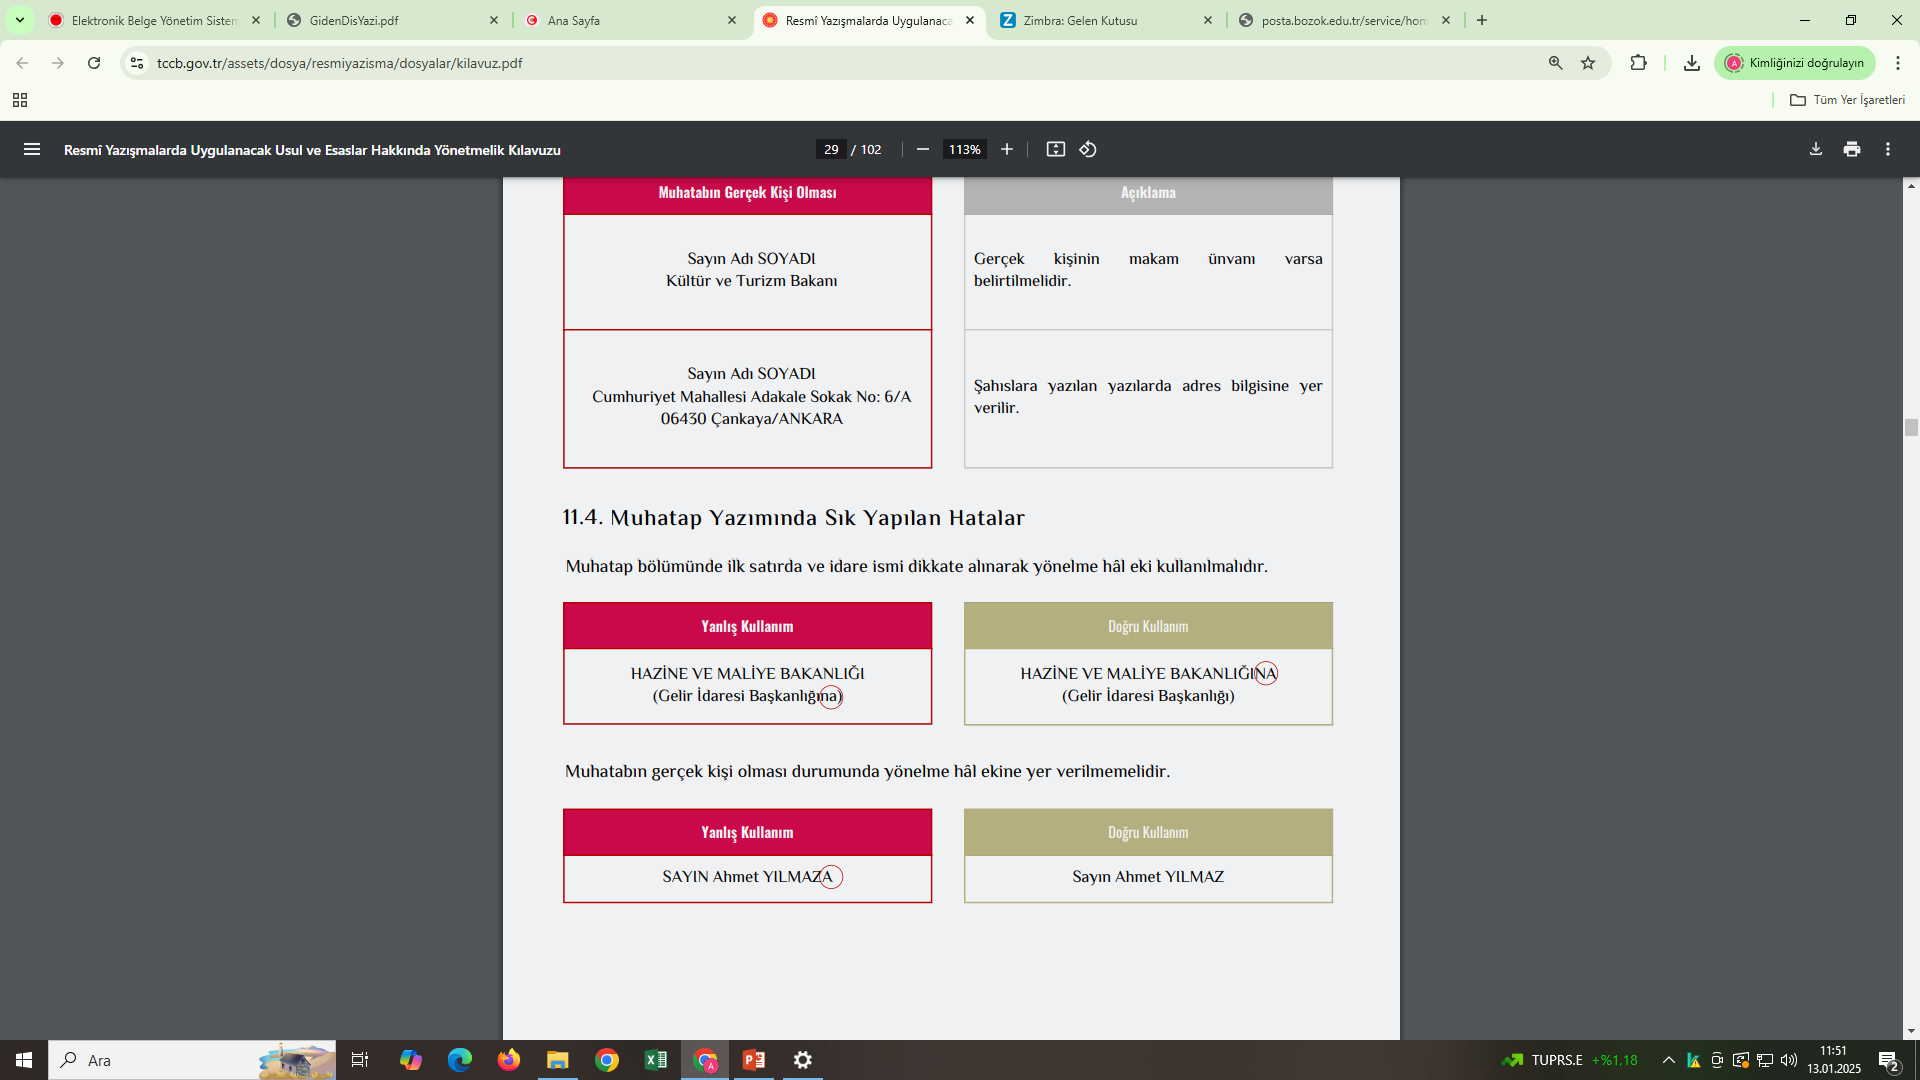 Elektronik Belge Yönetim Sistem
GidenDisYazi.pdf
Ana Sayfa
Resmî Yazışmalarda Uygulanaca
Zimbra: Gelen Kutusu
posta.bozok.edu.tr/service/hom
tccb.gov.tr/assets/dosya/resmiyazisma/dosyalar/kilavuz.pdf
A Kimliğinizi doğrulayın
Tüm Yer İşaretleri
Resmî Yazışmalarda Uygulanacak Usul ve Esaslar Hakkında Yönetmelik Kılavuzu
29 / 102
113%
Muhatabın Gerçek Kişi Olması
Açıklama
Sayın Adı SOYADI
Kültür ve Turizm Bakanı
Gerçek kişinin makam ünvanı varsa
belirtilmelidir.
Sayın Adı SOYADI
Cumhuriyet Mahallesi Adakale Sokak No: 6/A
06430 Çankaya/ANKARA
Şahıslara yazılan yazılarda adres bilgisine yer
verilir.
11.4. Muhatap Yazımında Sık Yapılan Hatalar
Muhatap bölümünde ilk satırda ve idare ismi dikkate alınarak yönelme hâl eki kullanılmalıdır.
Yanlış Kullanım
Doğru Kullanım
HAZİNE VE MALİYE BAKANLIĞI
(Gelir İdaresi Başkanlığına)
HAZİNE VE MALİYE BAKANLIĞINA
(Gelir İdaresi Başkanlığı)
Muhatabın gerçek kişi olması durumunda yönelme hâl ekine yer verilmemelidir.
Yanlış Kullanım
Doğru Kullanım
SAYIN Ahmet YILMAZA
Sayın Ahmet YILMAZ
Ara
TUPRS.E +%1,18
11:51
13.01.2025
2